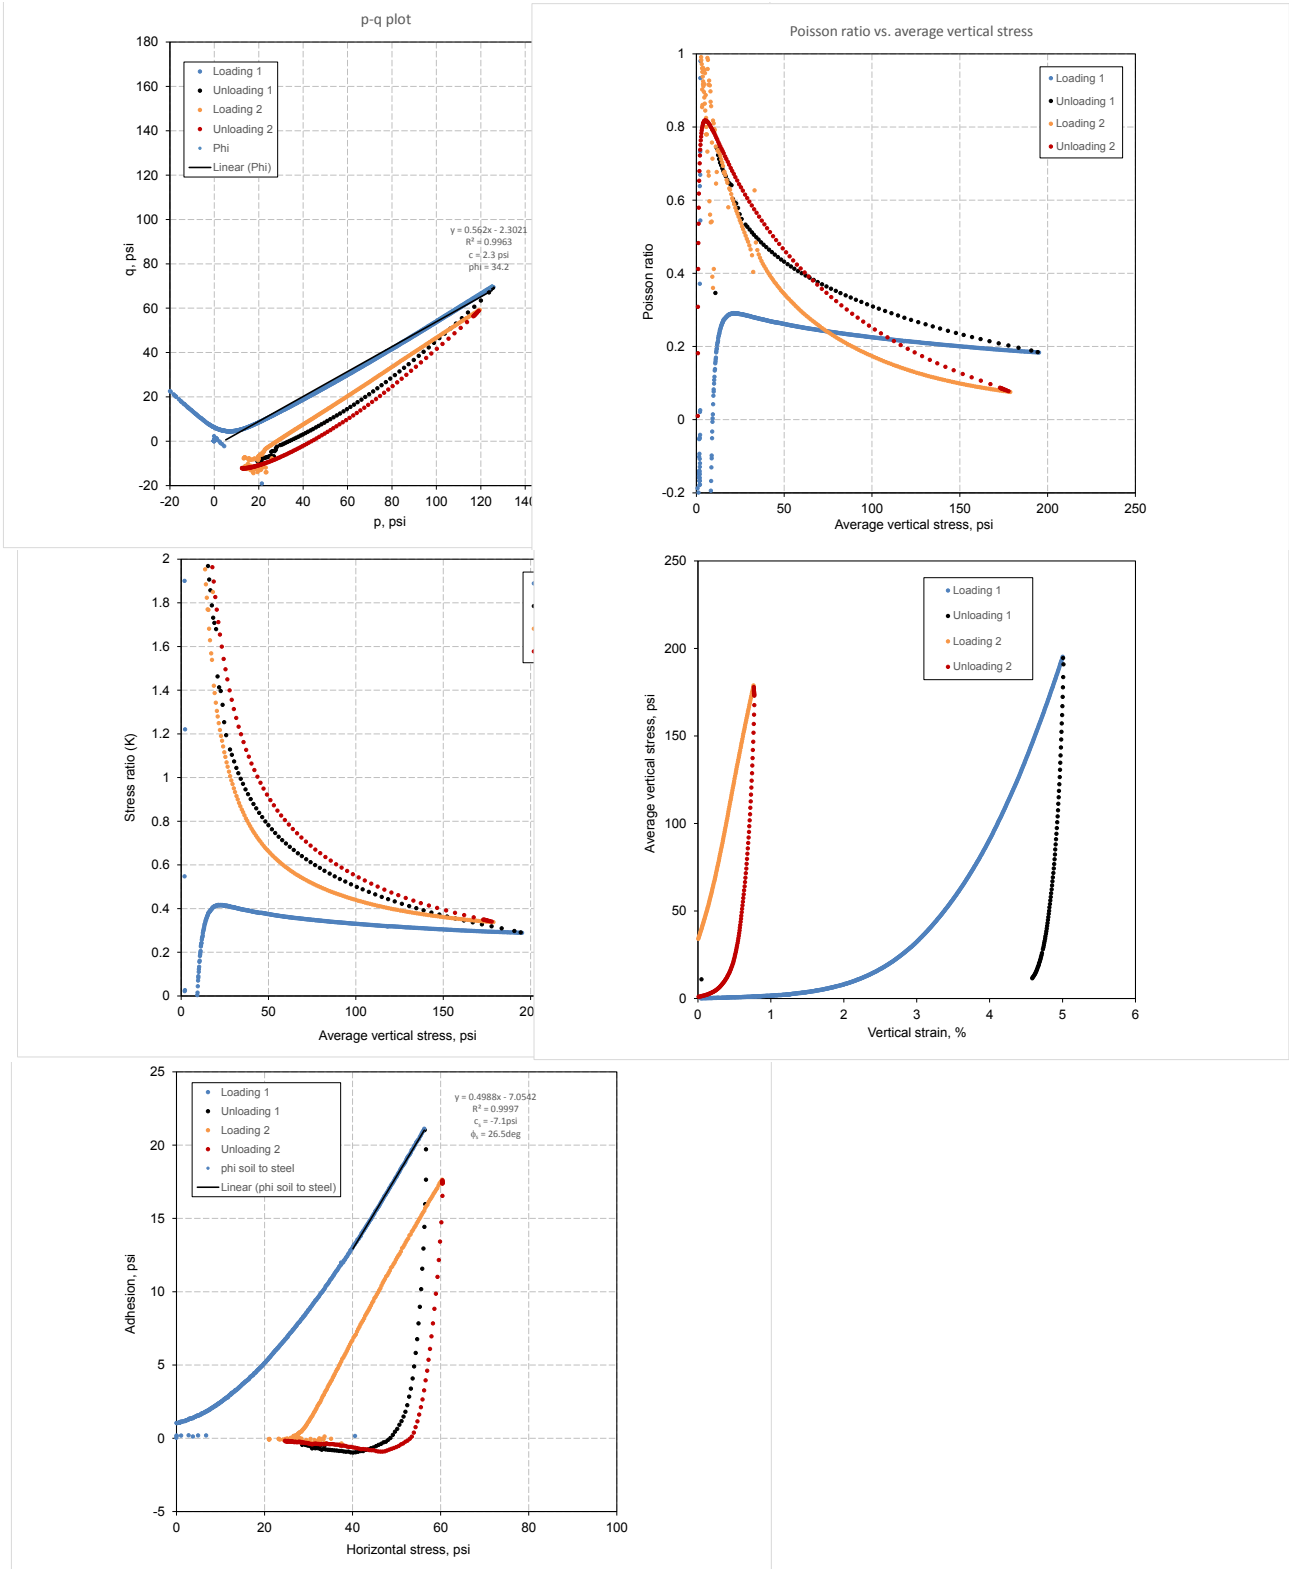 p-q plot
180
160
140
120
100
80
60
40
20
0
-20
-20
0
20
40
60
80
100
120
140
q, psi
p, psi
Loading 1
Unloading 1
Loading 2
Unloading 2
Phi
Linear (Phi)
y = 0.562x - 2.3021
R² = 0.9963
c = 2.3 psi
phi = 34.2
Poisson ratio vs. average vertical stress
1
0.8
0.6
0.4
0.2
0
-0.2
0
50
100
150
200
250
Poisson ratio
Average vertical stress, psi
Loading 1
Unloading 1
Loading 2
Unloading 2
2
1.8
1.6
1.4
1.2
1
0.8
0.6
0.4
0.2
0
0
50
100
150
200
Stress ratio (K)
Average vertical stress, psi
250
200
150
100
50
0
0
1
2
3
4
5
6
Average vertical stress, psi
Vertical strain, %
Loading 1
Unloading 1
Loading 2
Unloading 2
25
20
15
10
5
0
-5
0
20
40
60
80
100
Adhesion, psi
Horizontal stress, psi
Loading 1
Unloading 1
Loading 2
Unloading 2
phi soil to steel
Linear (phi soil to steel)
y = 0.4988x - 7.0542
R² = 0.9997
cₛ = -7.1psi
ϕₛ = 26.5deg